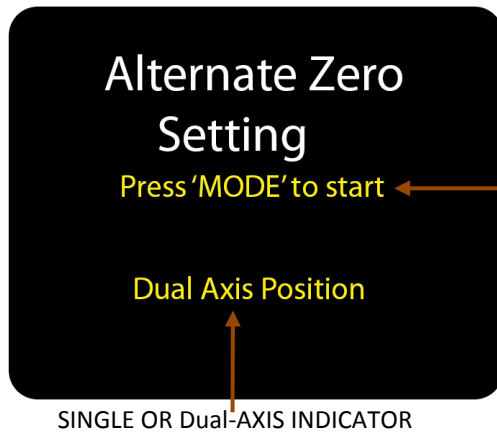 Alternate Zero
Setting
Press 'MODE' to start
Dual Axis Position
SINGLE OR Dual-AXIS INDICATOR